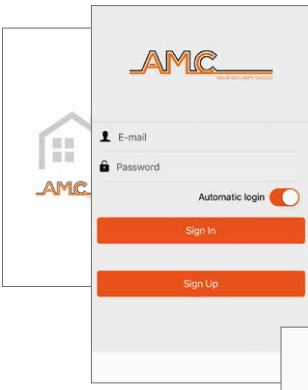 AMC
YOUR SECURITY CHOICE
E-mail
Password
Automatic login
Sign In
Sign Up
AMC